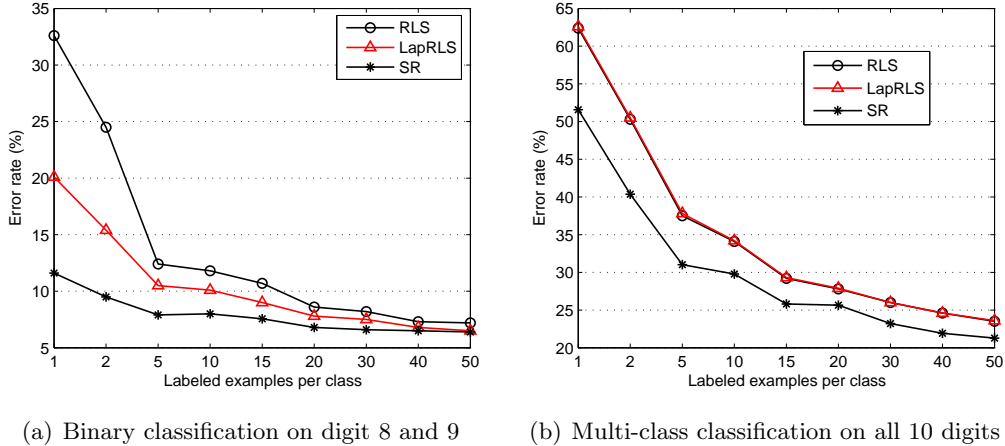 35
30
25
20
15
10
5
Error rate (%)
RLS
LapRLS
SR
1 2 5 10 15 20 30 40 50
Labeled examples per class
(a) Binary classification on digit 8 and 9
65
60
55
50
45
40
35
30
25
20
Error rate (%)
RLS
LapRLS
SR
1 2 5 10 15 20 30 40 50
Labeled examples per class
(b) Multi-class classification on all 10 digits